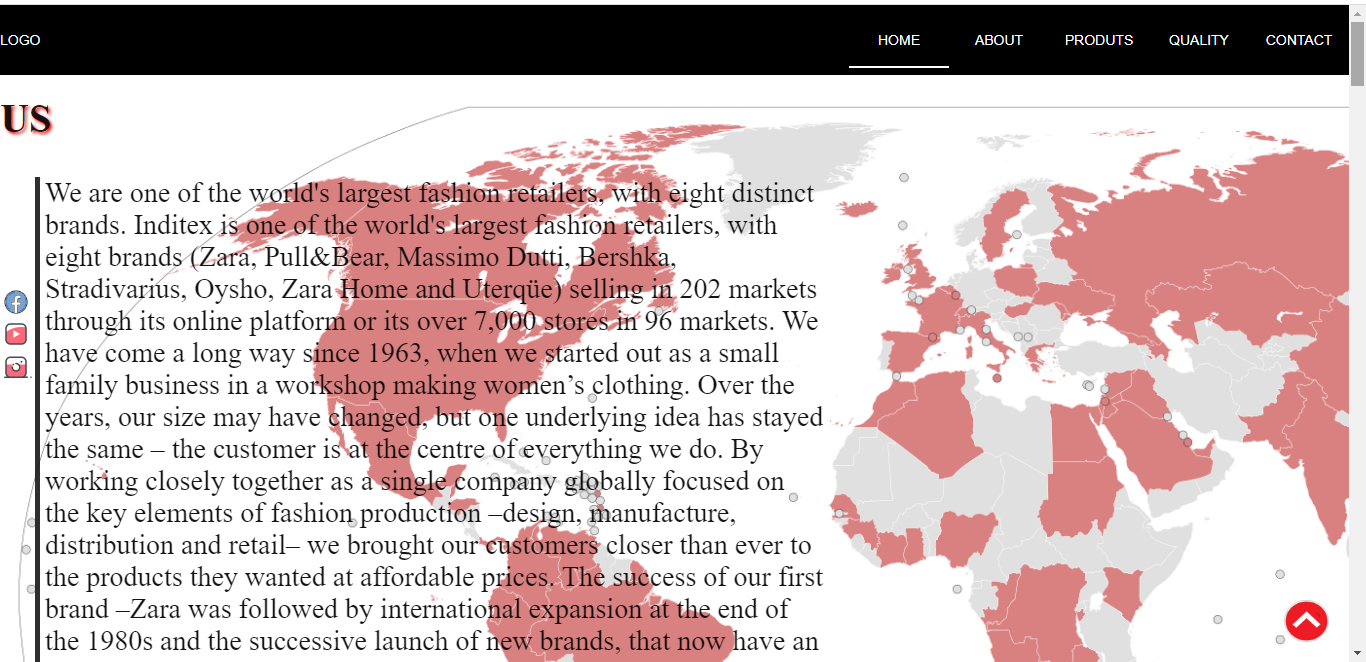 LOGO
HOME
ABOUT
PRODUTS
QUALITY
CONTACT
US
We are one of the world's largest fashion retailers, with eight distinct
brands. Inditex is one of the world's largest fashion retailers, with
eight brands (Zara, Pull&Bear, Massimo Dutti, Bershka,
Stradivarius, Oysho, Zara Home and Uterqüe) selling in 202 markets
through its online platform or its over 7,000 stores in 96 markets. We
have come a long way since 1963, when we started out as a small
family business in a workshop making women’s clothing. Over the
years, our size may have changed, but one underlying idea has stayed
the same – the customer is at the centre of everything we do. By
working closely together as a single company globally focused on
the key elements of fashion production –design, manufacture,
distribution and retail– we brought our customers closer than ever to
the products they wanted at affordable prices. The success of our first
brand –Zara was followed by international expansion at the end of
the 1980s and the successive launch of new brands, that now have an